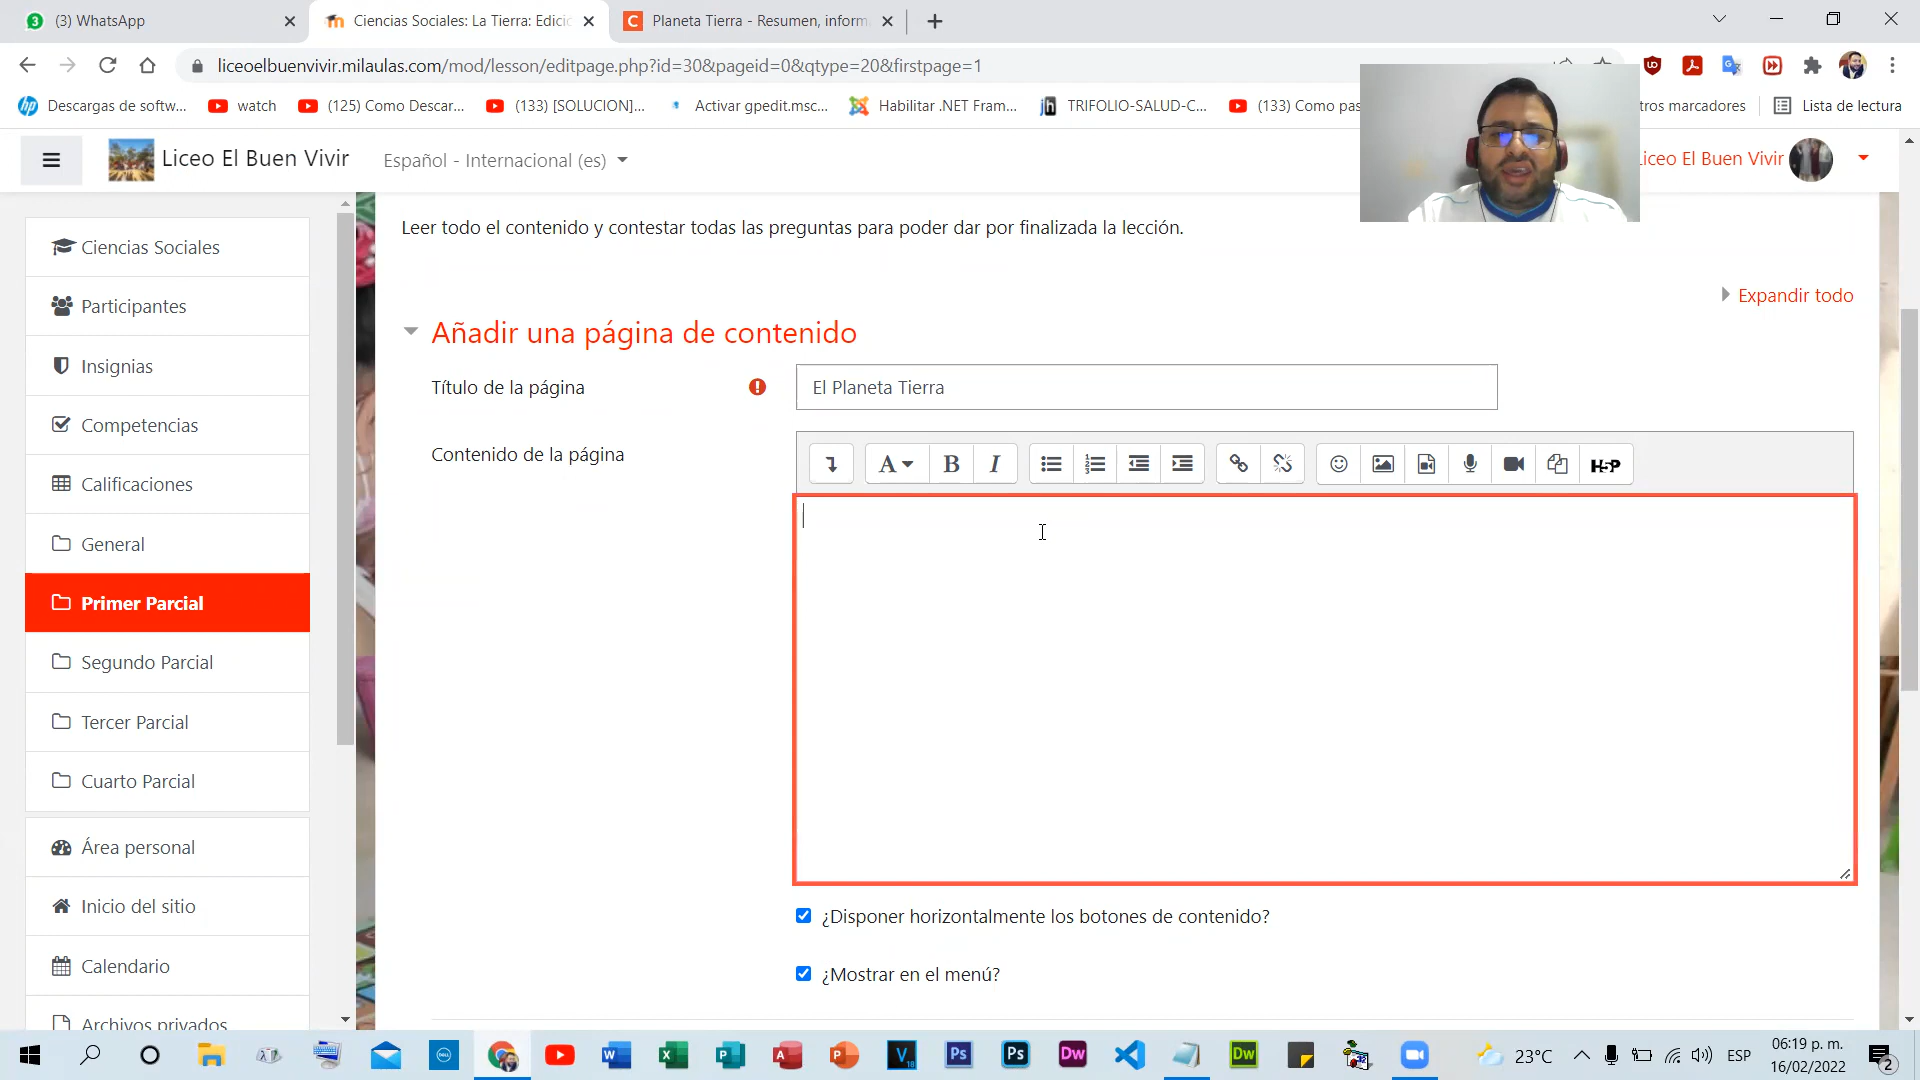 (3) WhatsApp
Ciencias Sociales: La Tierra: Edici
Planeta Tierra - Resumen, inform
liceoelbuenvivir.milaulas.com/mod/lesson/editpage.php?id=30&pageid=0&qtype=20&firstpage=1
Descargas de softw...
watch
(125) Como Descar...
(133) [SOLUCION]...
Activar gpedit.msc...
Habilitar .NET Fram...
TRIFOLIO-SALUD-C...
(133) Como pas
tros marcadores
Lista de lectura
Liceo El Buen Vivir
Español - Internacional (es)
Liceo El Buen Vivir
Leer todo el contenido y contestar todas las preguntas para poder dar por finalizada la lección.
Expandir todo
Añadir una página de contenido
Título de la página
El Planeta Tierra
Contenido de la página
A
B
I
H5P
¿Disponer horizontalmente los botones de contenido?
¿Mostrar en el menú?
Ciencias Sociales
Participantes
Insignias
Competencias
Calificaciones
General
Primer Parcial
Segundo Parcial
Tercer Parcial
Cuarto Parcial
Área personal
Inicio del sitio
Calendario
Archivos privados
23°C
ESP
06:19 p. m.
16/02/2022
2